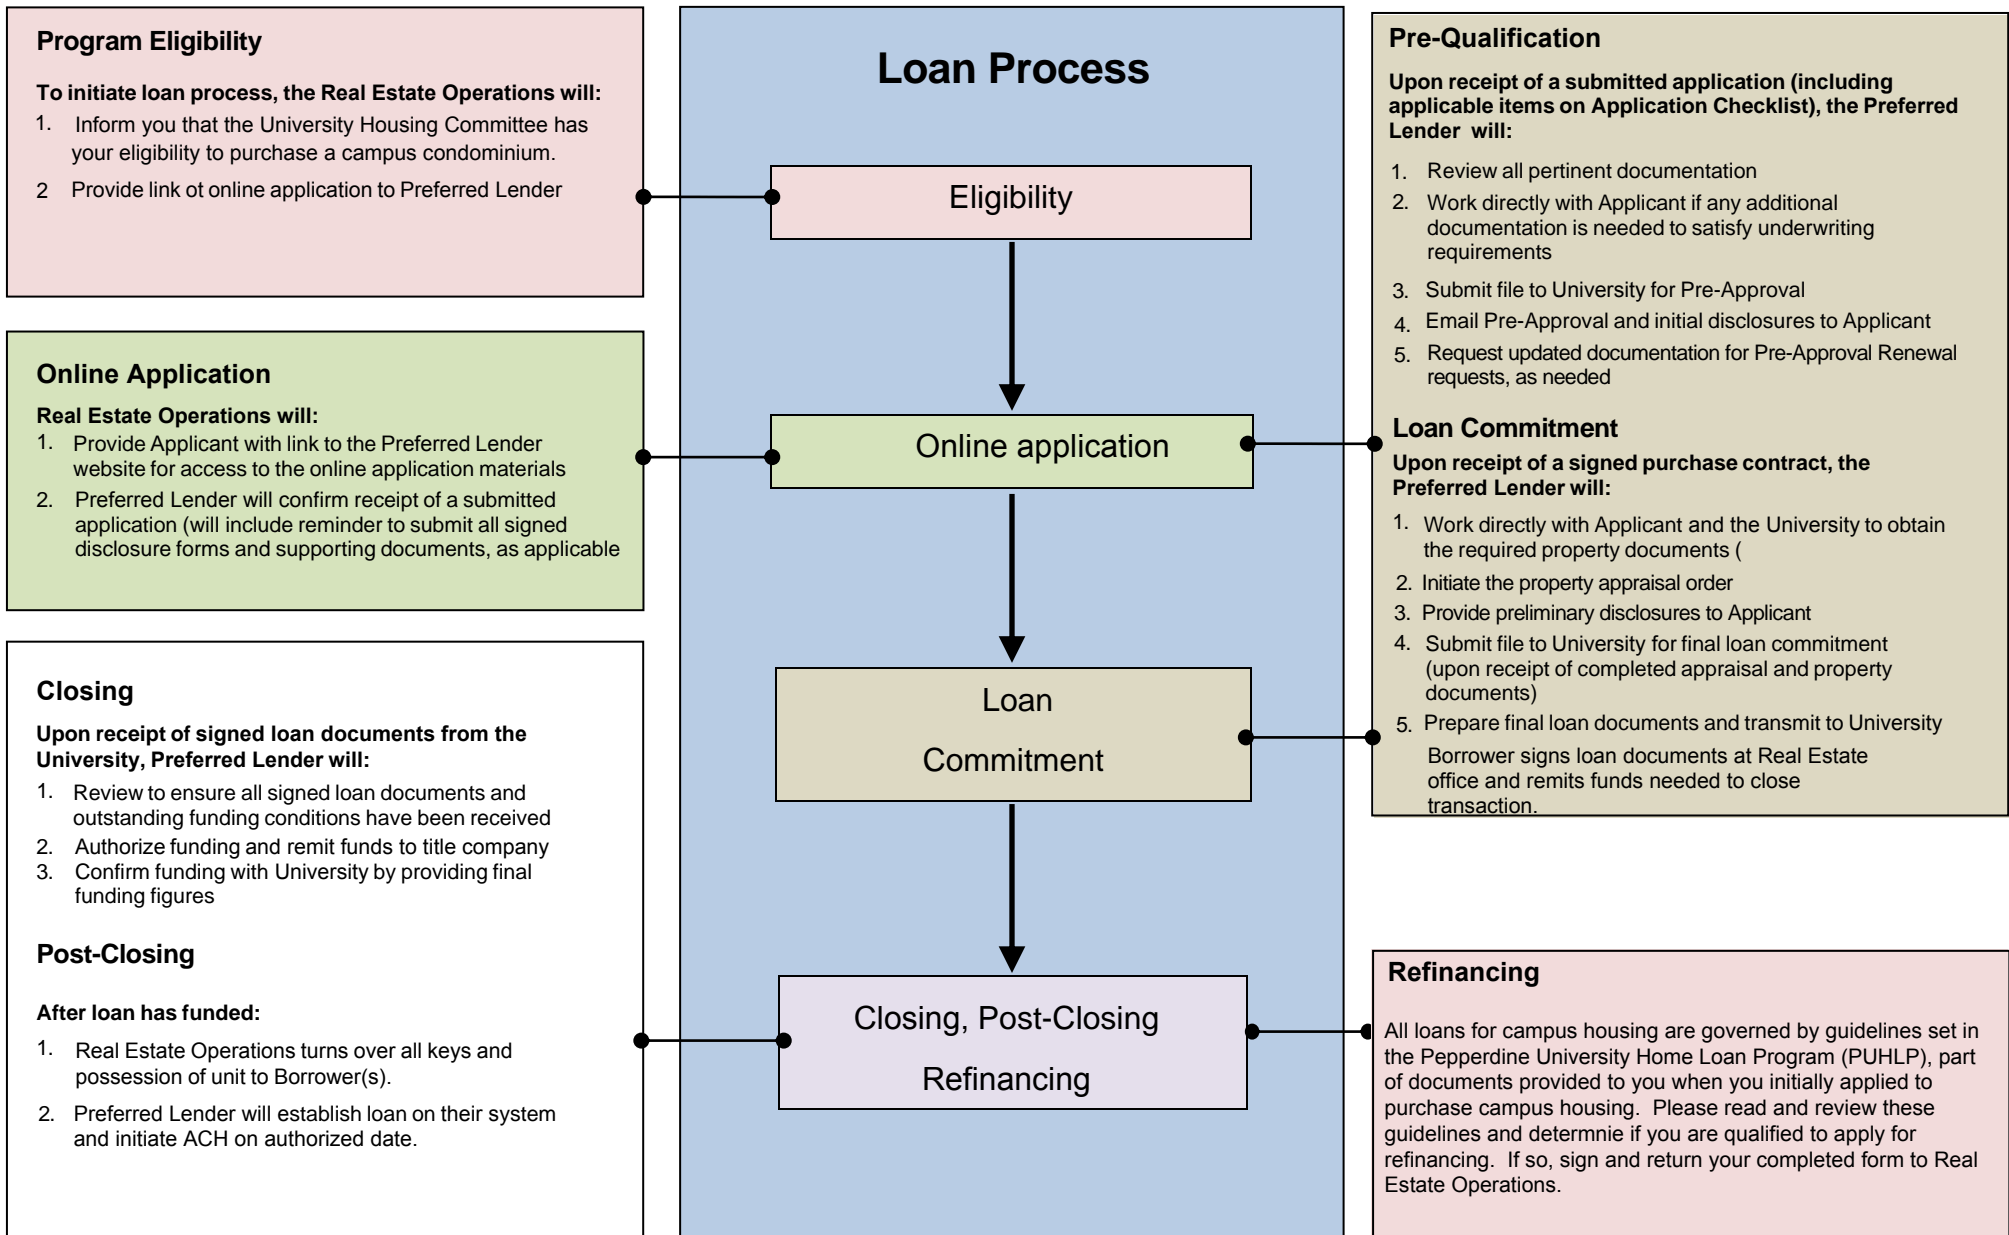 Program Eligibility
To initiate loan process, the Real Estate Operations will:
1. Inform you that the University Housing Committee has
your eligibility to purchase a campus condominium.
2 Provide link ot online application to Preferred Lender
Online Application
Real Estate Operations will:
1. Provide Applicant with link to the Preferred Lender
website for access to the online application materials
2. Preferred Lender will confirm receipt of a submitted
application (will include reminder to submit all signed
disclosure forms and supporting documents, as applicable
Closing
Upon receipt of signed loan documents from the
University, Preferred Lender will:
1. Review to ensure all signed loan documents and
outstanding funding conditions have been received
2. Authorize funding and remit funds to title company
3. Confirm funding with University by providing final
funding figures
Post-Closing
After loan has funded:
1. Real Estate Operations turns over all keys and
possession of unit to Borrower(s).
2. Preferred Lender will establish loan on their system
and initiate ACH on authorized date.
Loan Process
Eligibility
Online application
Loan
Commitment
Closing, Post-Closing
Refinancing
Pre-Qualification
Upon receipt of a submitted application (including
applicable items on Application Checklist), the Preferred
Lender will:
1. Review all pertinent documentation
2. Work directly with Applicant if any additional
documentation is needed to satisfy underwriting
requirements
3. Submit file to University for Pre-Approval
4. Email Pre-Approval and initial disclosures to Applicant
5. Request updated documentation for Pre-Approval Renewal
requests, as needed
Loan Commitment
Upon receipt of a signed purchase contract, the
Preferred Lender will:
1. Work directly with Applicant and the University to obtain
the required property documents (
2. Initiate the property appraisal order
3. Provide preliminary disclosures to Applicant
4. Submit file to University for final loan commitment
(upon receipt of completed appraisal and property
documents)
5. Prepare final loan documents and transmit to University
Borrower signs loan documents at Real Estate
office and remits funds needed to close
transaction.
Refinancing
All loans for campus housing are governed by guidelines set in
the Pepperdine University Home Loan Program (PUHLP), part
of documents provided to you when you initially applied to
purchase campus housing. Please read and review these
guidelines and determnie if you are qualified to apply for
refinancing. If so, sign and return your completed form to Real
Estate Operations.